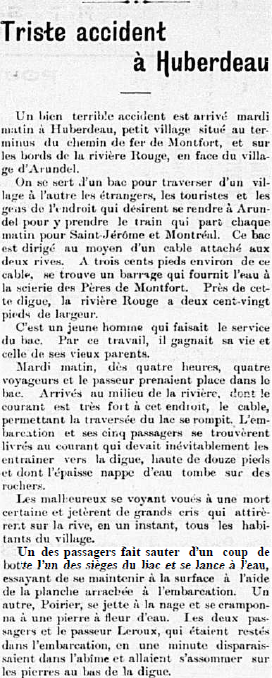 Triste accident
à Huberdeau
Un bien terrible accident est arrivé mardi
matin à Huberdeau, petit village situé au ter-
minus du chemin de fer de Montfort, et sur
les bords de la rivière Rouge, en face du villa-
ge d'Arundel.
On se sert d'un bac pour traverser d'un vil-
lage à l'autre les étrangers, les touristes et les
gens de l'endroit qui désirent se rendre à Arun-
del pour y prendre le train qui part chaque
matin pour Saint-Jérôme et Montréal. Ce bac
est dirigé au moyen d'un cable attaché aux
deux rives. A trois cents pieds environ de ce
cable, se trouve un barrage qui fournit l'eau à
la scierie des Pères de Montfort. Près de cet-
te digue, la rivière Rouge a deux cent-vingt
pieds de largeur.
C'est un jeune homme qui faisait le service
du bac. Par ce travail, il gagnait sa vie et
celle de ses vieux parents.
Mardi matin, dès quatre heures, quatre
voyageurs et le passeur prenaient place dans le
bac. Arrivés au milieu de la rivière, dont le
courant est très fort à cet endroit, le cable,
permettant la traversée du lac se rompit. L'em-
barcation et ses cinq passagers se trouvèrent
livrés au courant qui devait inévitablement les
entraîner vers la digue, haute de douze pieds
et dont l'épaisse nappe d'eau tombe sur des
rochers.
Les malheureux se voyant voués à une mort
certaine et jetèrent de grands cris qui attirè-
rent sur la rive, en un instant, tous les habi-
tants du village.
Un des passagers fait sauter d'un coup de
botte l'un des sièges du bac et se lance à l'eau,
essayant de se maintenir à la surface à l'aide
de la planche arrachée à l'embarcation. Un
autre, Poirier, se jette à la nage et se crampon-
na à une pierre à fleur d'eau. Les deux pas-
sagers et le passeur Leroux, qui étaient restés
dans l'embarcation, en une minute disparais-
saient dans l'abîme et allaient s'assommer sur
les pierres au bas de la digue.